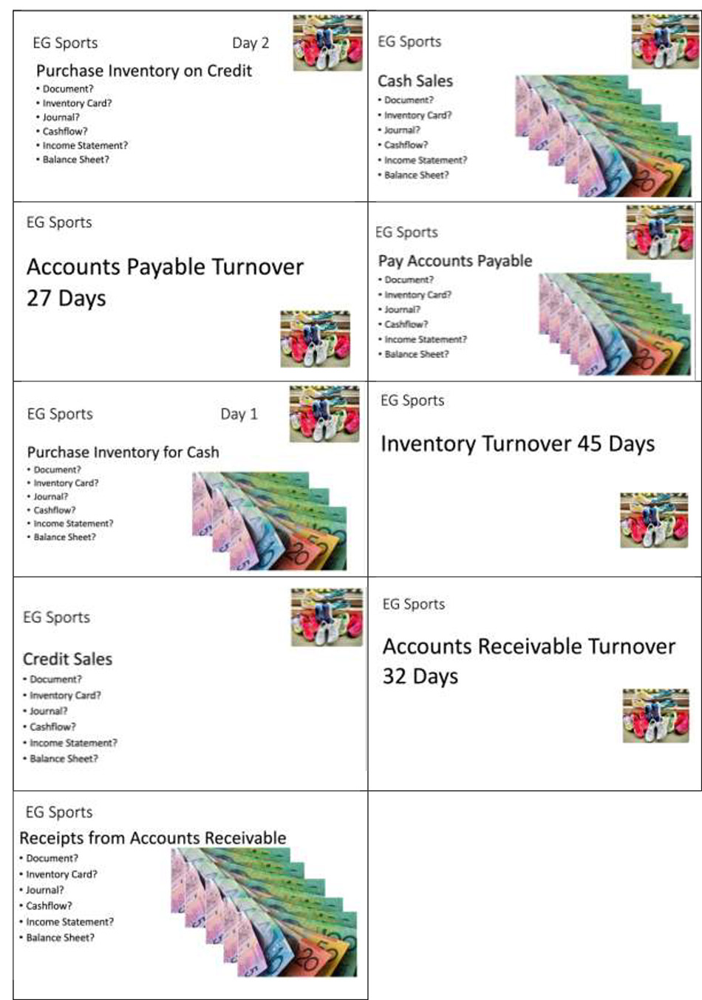 EG Sports Day 2
Purchase Inventory on Credit
• Document?
• Inventory Card?
• Journal?
• Cashflow?
• Income Statement?
• Balance Sheet?
EG Sports
Cash Sales
• Document?
• Inventory Card?
• Journal?
• Cashflow?
• Income Statement?
• Balance Sheet?
EG Sports
Accounts Payable Turnover
27 Days
EG Sports
Pay Accounts Payable
• Document?
• Inventory Card?
• Journal?
• Cashflow?
• Income Statement?
• Balance Sheet?
EG Sports Day 1
Purchase Inventory for Cash
• Document?
• Inventory Card?
• Journal?
• Cashflow?
• Income Statement?
• Balance Sheet?
EG Sports
Inventory Turnover 45 Days
EG Sports
Credit Sales
• Document?
• Inventory Card?
• Journal?
• Cashflow?
• Income Statement?
• Balance Sheet?
EG Sports
Accounts Receivable Turnover
32 Days
EG Sports
Receipts from Accounts Receivable
• Document?
• Inventory Card?
• Journal?
• Cashflow?
• Income Statement?
• Balance Sheet?